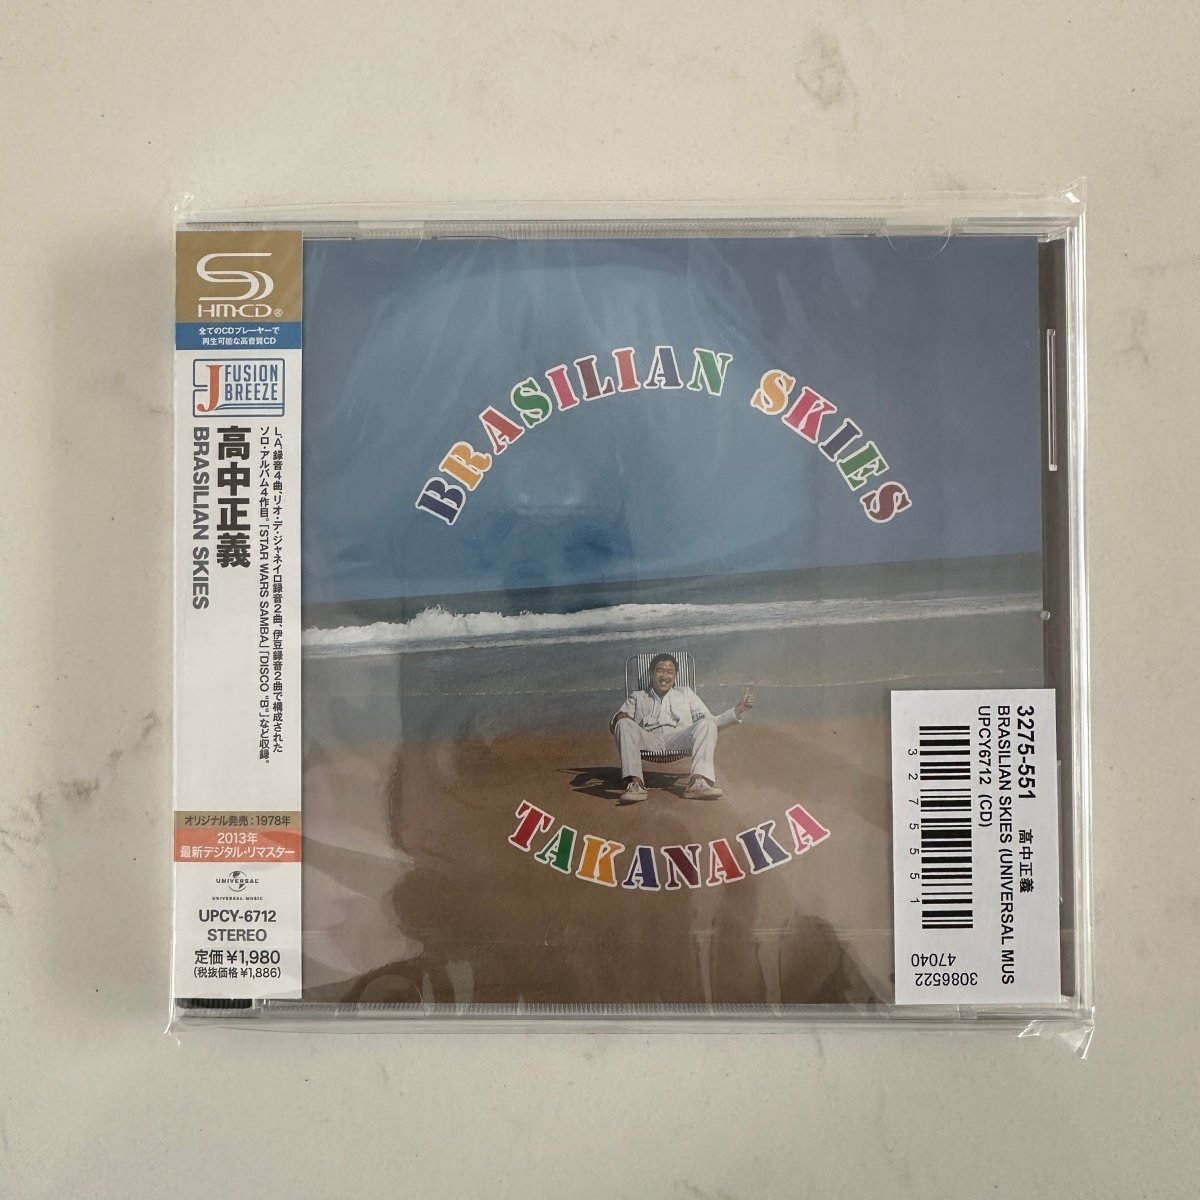 SHM-CD®
全てのCDプレーヤーで
再生可能な高音質CD
J FUSION
BREEZE
高中正義
BRASILIAN SKIES
L.A.録音4曲、リオ・デ・ジャネイロ録音2曲、伊豆録音2曲で構成された
ソロ・アルバム4作目。「STAR WARS SAMBA」「DISCO "B"」など収録。
オリジナル発売:1978年
2013年
最新デジタル・リマスター
UNIVERSAL
UNIVERSAL MUSIC
UPCY-6712
STEREO
定価¥1,980
(税抜価格¥1,886)
BRASILIAN SKIES
TAKANAKA
3275-551 高中正義
BRASILIAN SKIES (UNIVERSAL MUS
UPCY6712 (CD)
3275551
3086522
47040